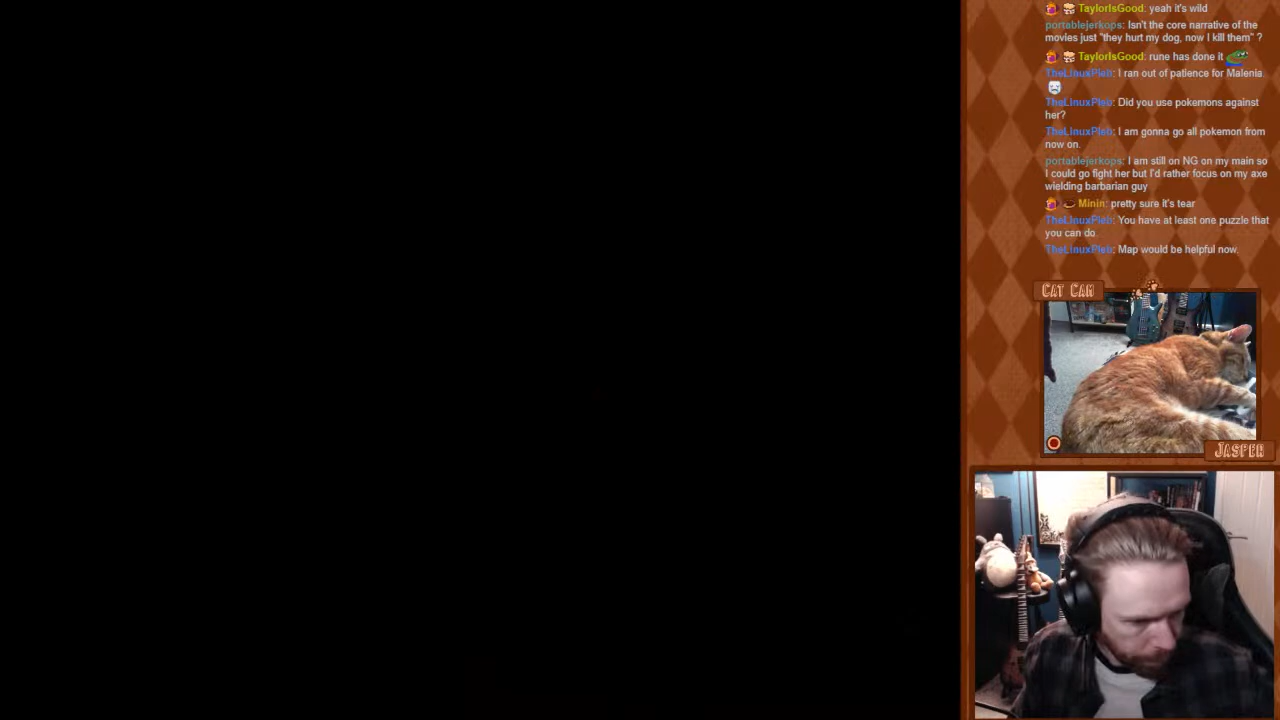 TaylorIsGood: yeah it's wild
portablejerkops: Isn't the core narrative of the
movies just "they hurt my dog, now I kill them" ?
TaylorIsGood: rune has done it
TheLinuxPleb: I ran out of patience for Malenia.
TheLinuxPleb: Did you use pokemons against
her?
TheLinuxPleb: I am gonna go all pokemon from
now on.
portablejerkops: I am still on NG on my main so
I could go fight her but I'd rather focus on my axe
wielding barbarian guy
Minin: pretty sure it's tear
TheLinuxPleb: You have at least one puzzle that
you can do.
TheLinuxPleb: Map would be helpful now.
CAT CAM
JASPER